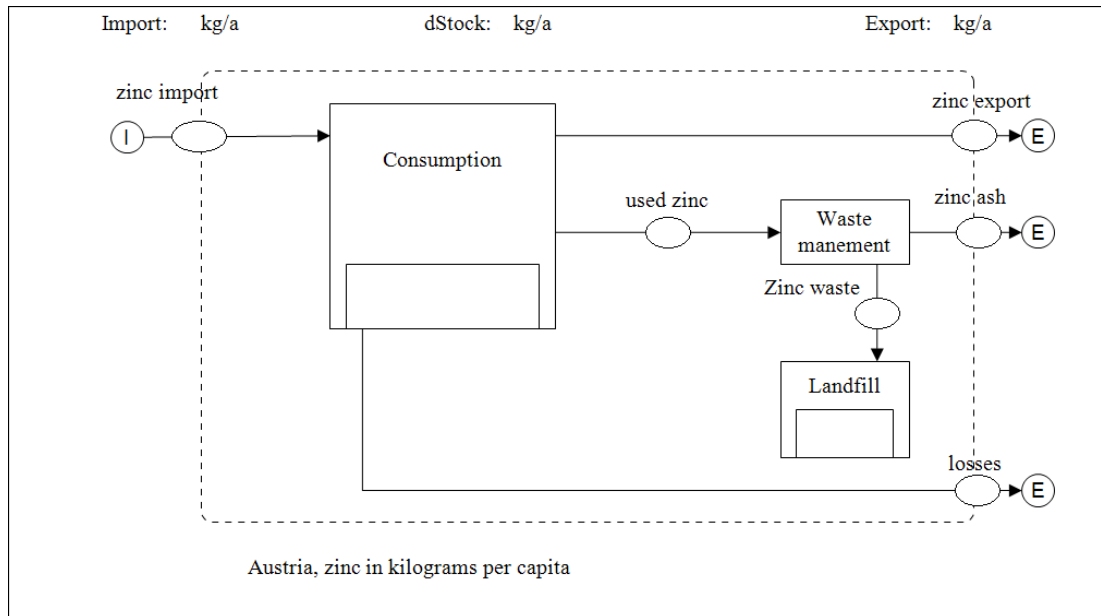 Import: kg/a dStock: kg/a Export: kg/a
zinc import
zinc export
I
E
Consumption
used zinc
zinc ash
Waste
manement
E
Zinc waste
Landfill
losses
E
Austria, zinc in kilograms per capita